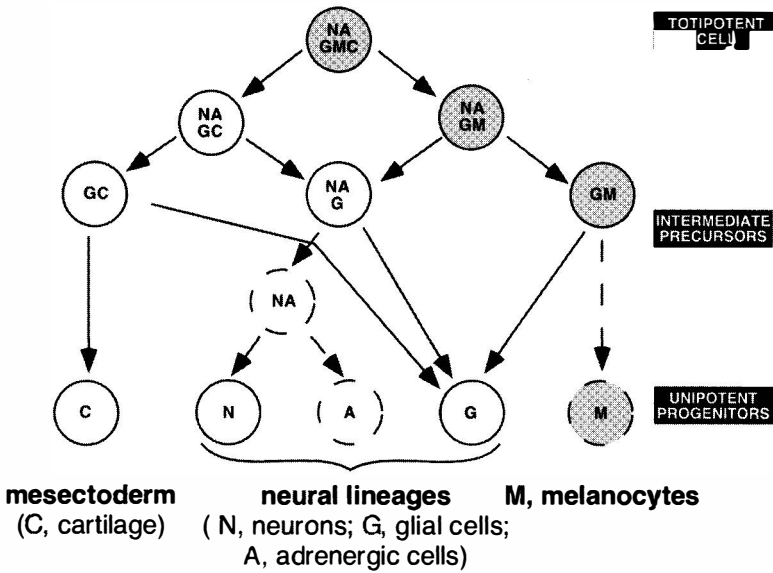 NA
GMC
TOTIPOTENT
CELL
NA
GC
NA
GM
GC
NA
G
GM
INTERMEDIATE
PRECURSORS
NA
C
N
A
G
M
UNIPOTENT
PROGENITORS
mesectoderm
(C, cartilage)
neural lineages
( N, neurons; G, glial cells;
A, adrenergic cells)
M, melanocytes